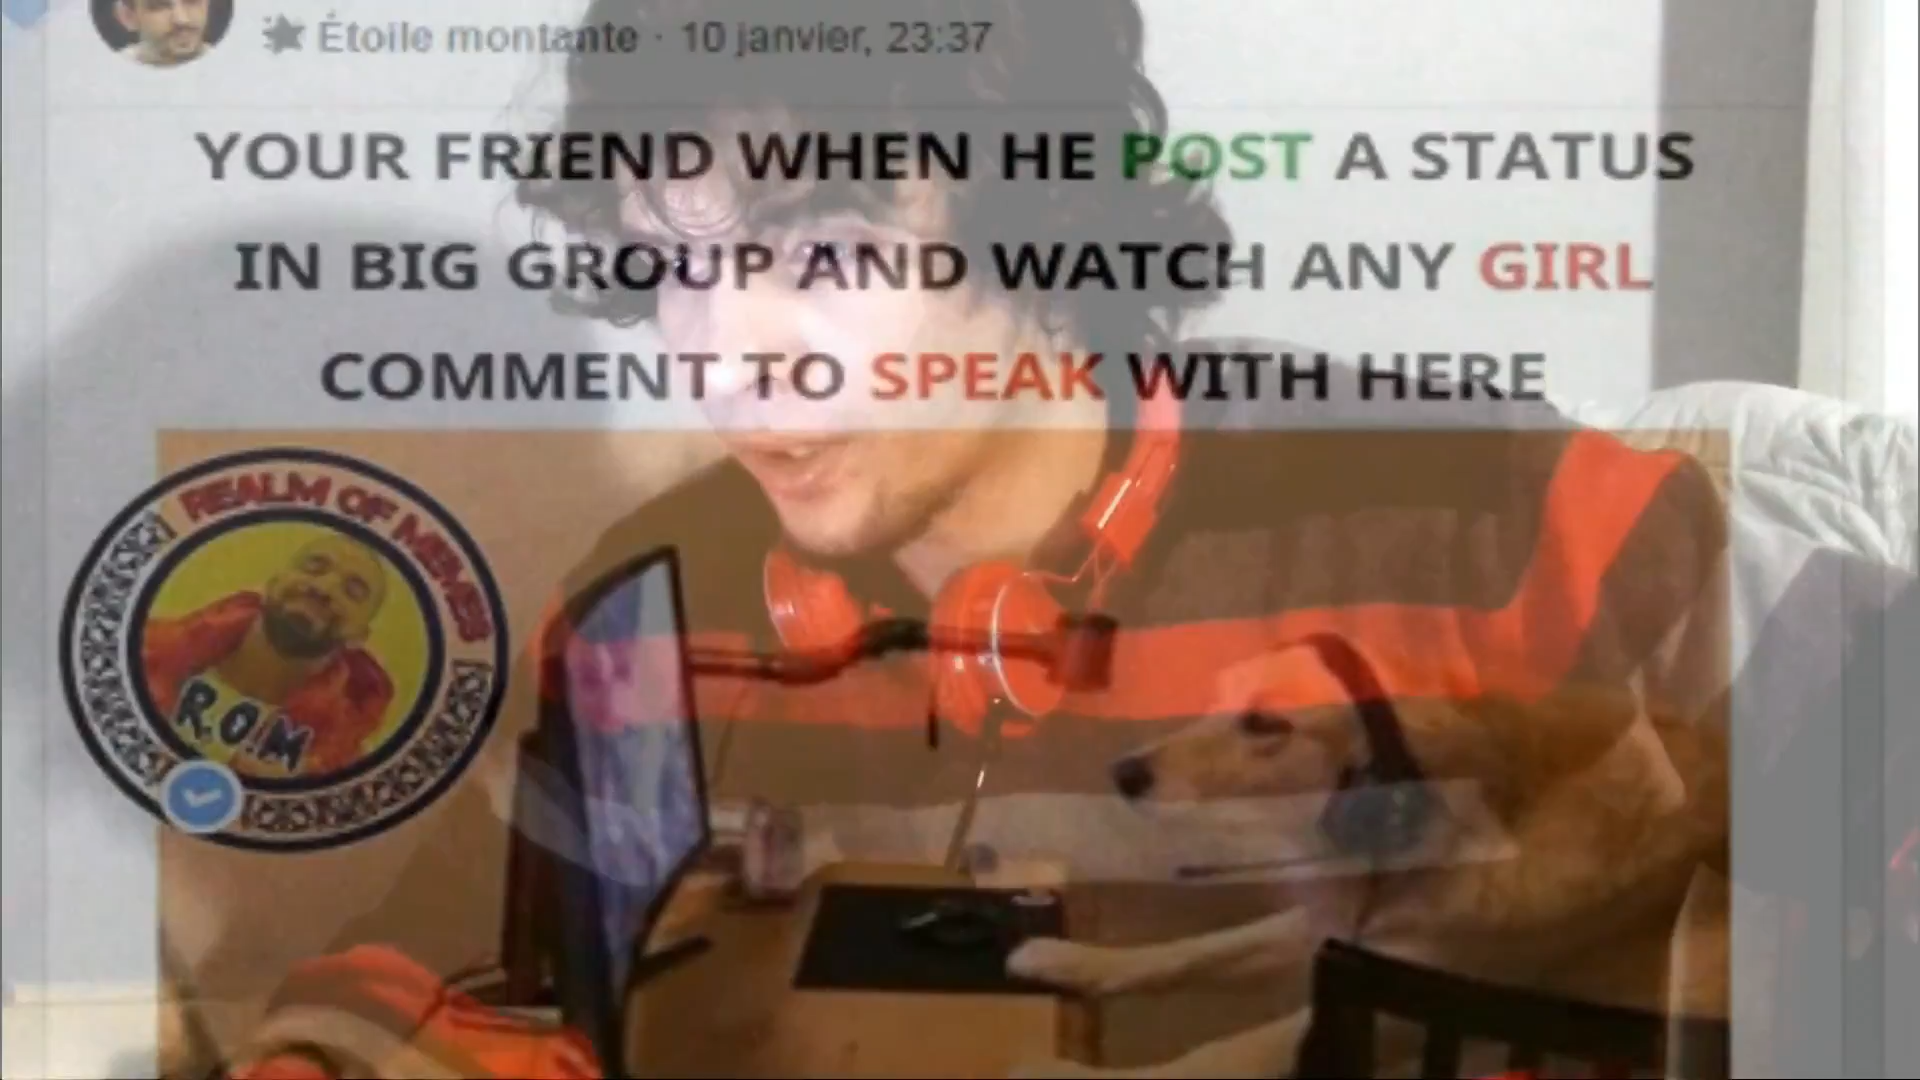 Étoile montante · 10 janvier, 23:37
YOUR FRIEND WHEN HE POST A STATUS
IN BIG GROUP AND WATCH ANY GIRL
COMMENT TO SPEAK WITH HERE
REALM OF MEMES
R.O.M